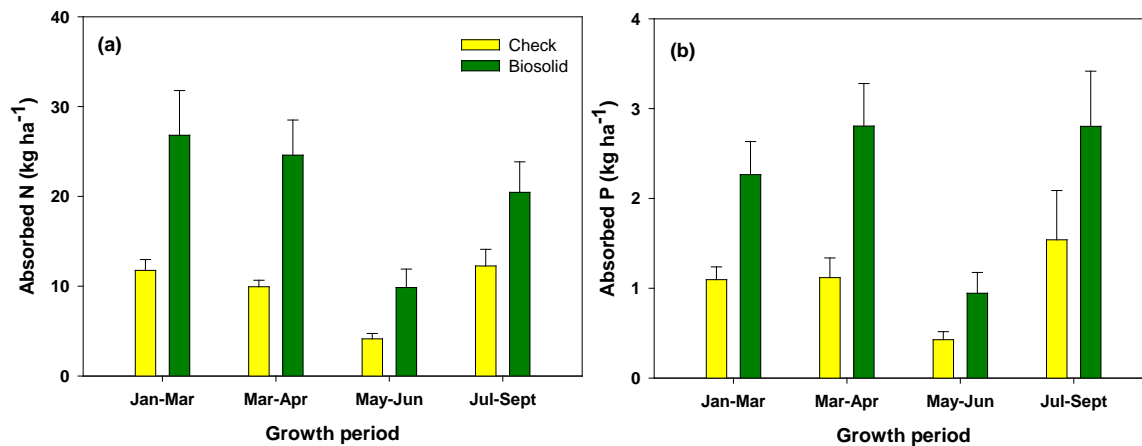 (a)
Check
Biosolid
Absorbed N (kg ha⁻¹)
40
30
20
10
0
Jan-Mar Mar-Apr May-Jun Jul-Sept
Growth period
(b)
Absorbed P (kg ha⁻¹)
4
3
2
1
0
Jan-Mar Mar-Apr May-Jun Jul-Sept
Growth period